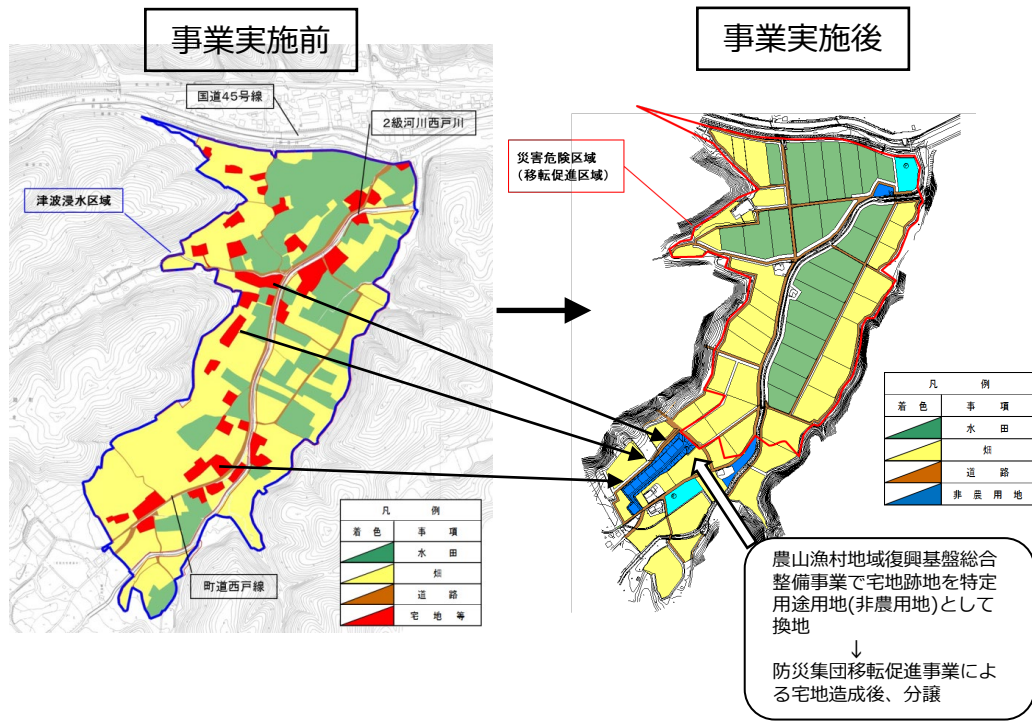 事業実施前
国道45号線
2級河川西戸川
津波浸水区域
町道西戸線
凡 例
着 色 事 項
水 田
畑
道 路
宅 地 等
事業実施後
災害危険区域
(移転促進区域)
凡 例
着 色 事 項
水 田
畑
道 路
非 農 用 地
農山漁村地域復興基盤総合
整備事業で宅地跡地を特定
用途用地(非農用地)として
換地
↓
防災集団移転促進事業によ
る宅地造成後、分譲